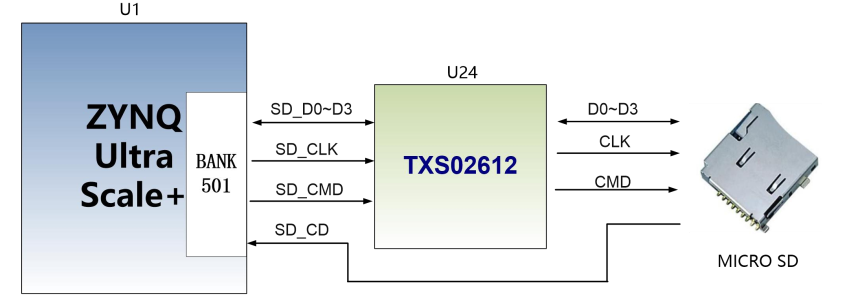 U1
U24
ZYNQ
Ultra
Scale+
BANK
501
SD_D0~D3
SD_CLK
SD_CMD
SD_CD
TXS02612
D0~D3
CLK
CMD
MICRO SD